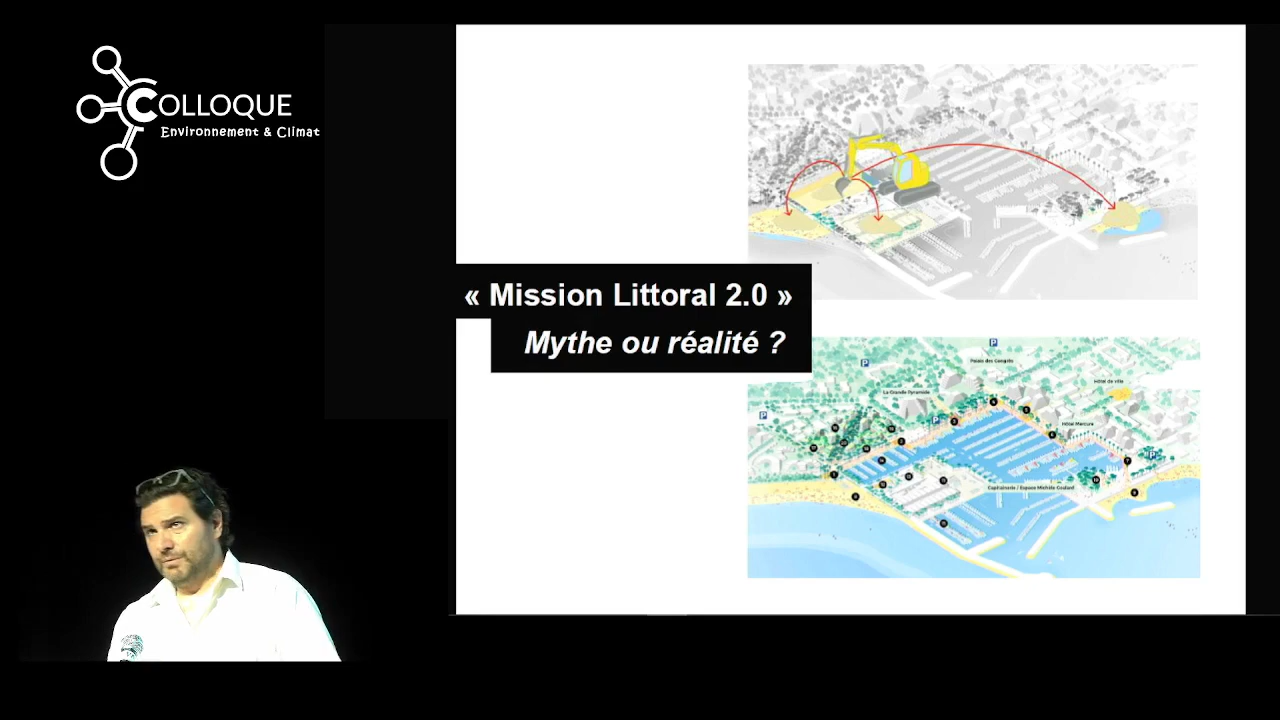 COLLOQUE
Environnement & Climat
« Mission Littoral 2.0 »
Mythe ou réalité ?
P
Palais des Congrès
P
Hôtel de ville
La Grande Pyramide
P
P
Hôtel Mercure
P
Capitainerie / Espace Michèle Goalard